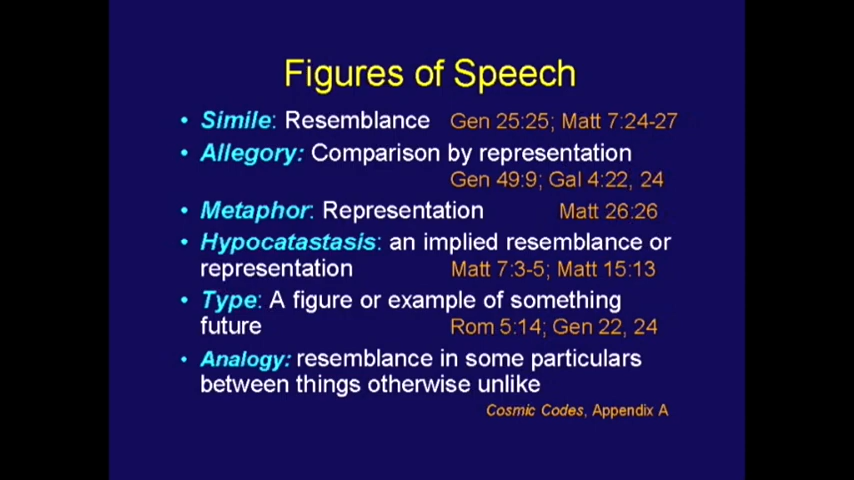 Figures of Speech
• Simile: Resemblance Gen 25:25; Matt 7:24-27
• Allegory: Comparison by representation
Gen 49:9; Gal 4:22, 24
• Metaphor: Representation Matt 26:26
• Hypocatastasis: an implied resemblance or
representation Matt 7:3-5; Matt 15:13
• Type: A figure or example of something
future Rom 5:14; Gen 22, 24
• Analogy: resemblance in some particulars
between things otherwise unlike
Cosmic Codes, Appendix A